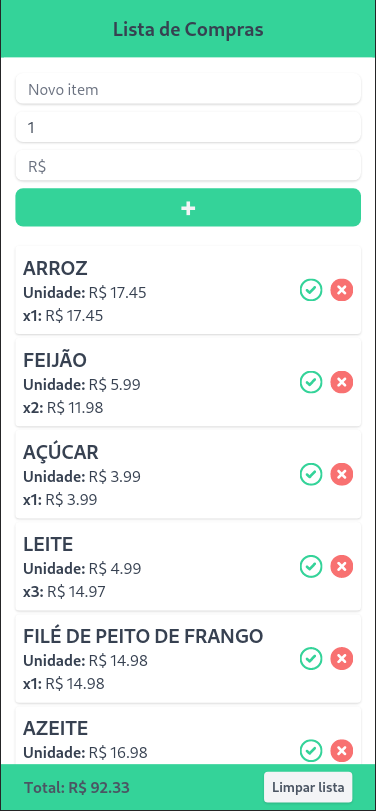 Lista de Compras
Novo item
1
R$
+
ARROZ
Unidade: R$ 17.45
x1: R$ 17.45
FEIJÃO
Unidade: R$ 5.99
x2: R$ 11.98
AÇÚCAR
Unidade: R$ 3.99
x1: R$ 3.99
LEITE
Unidade: R$ 4.99
x3: R$ 14.97
FILÉ DE PEITO DE FRANGO
Unidade: R$ 14.98
x1: R$ 14.98
AZEITE
Unidade: R$ 16.98
Total: R$ 92.33
Limpar lista